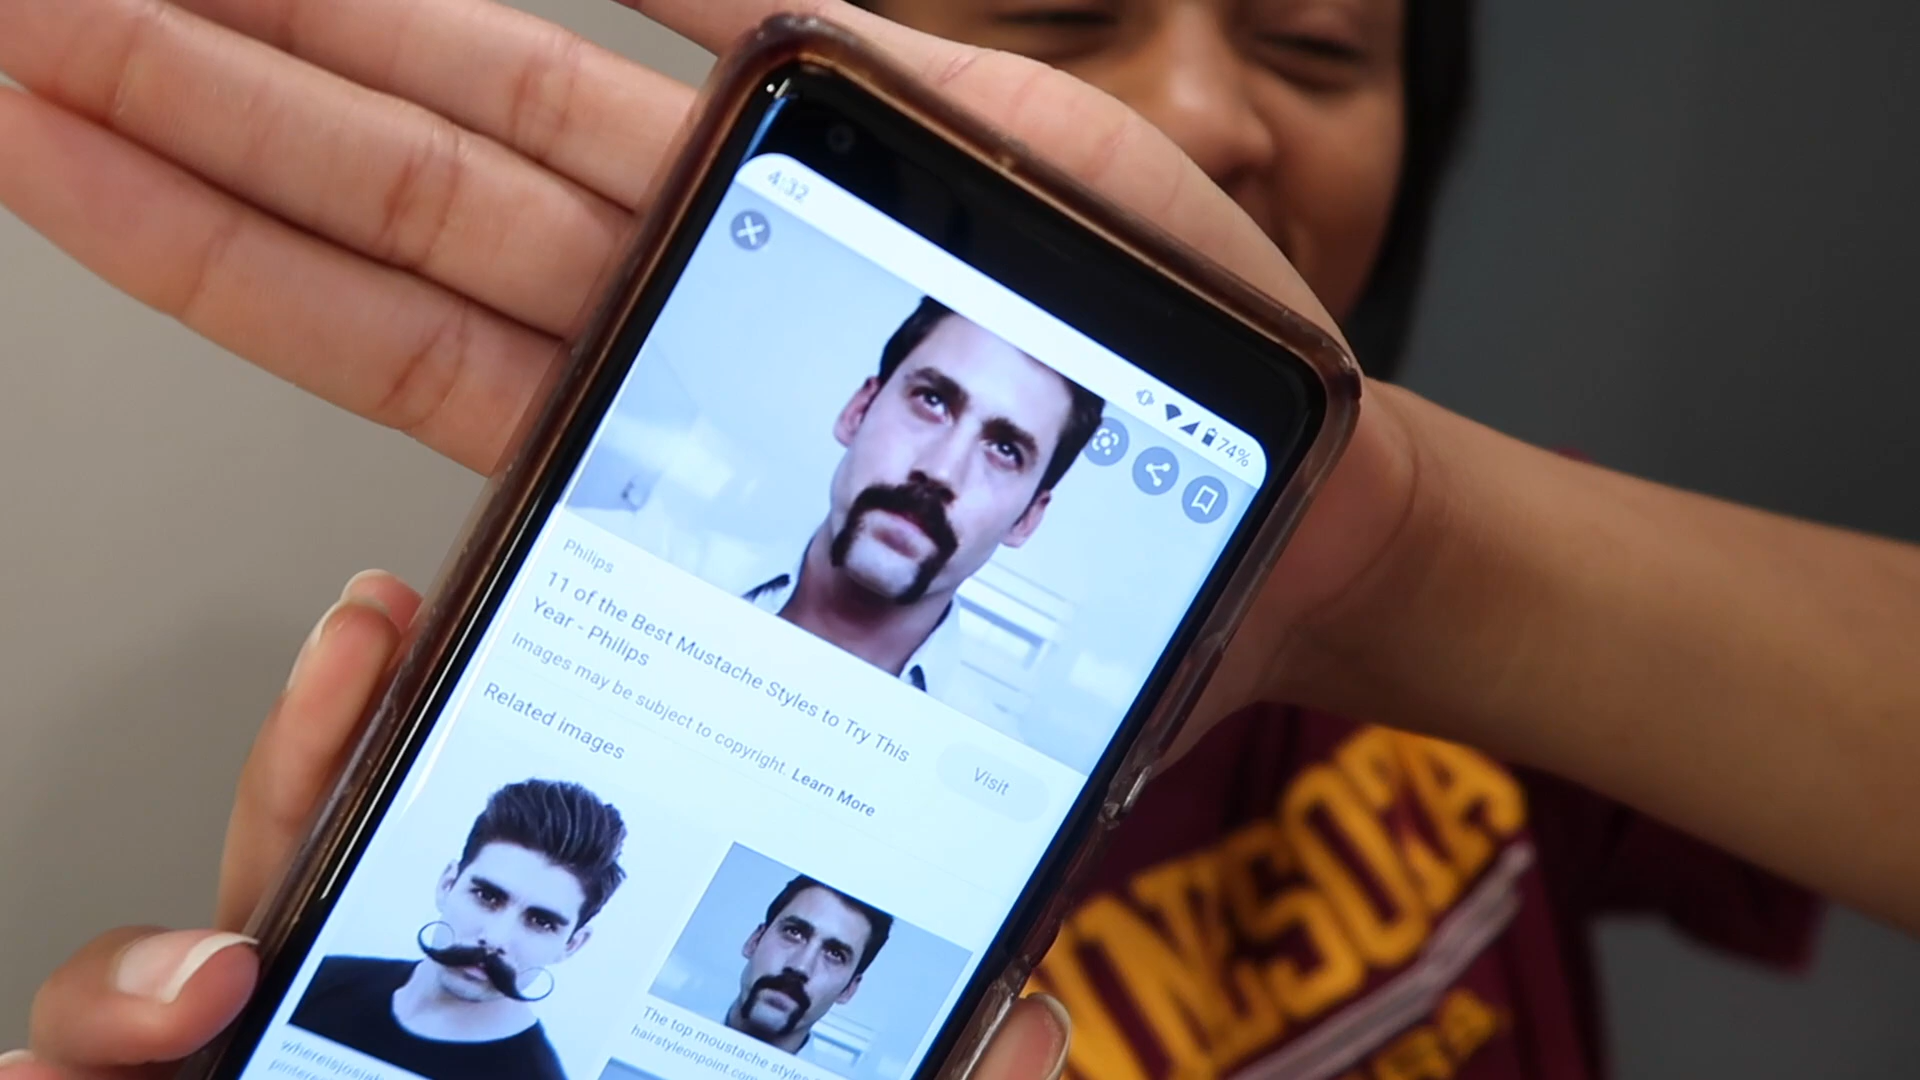 4:32
74%
Philips
11 of the Best Mustache Styles to Try This
Year - Philips
Images may be subject to copyright. Learn More
Visit
Related images
The top moustache styles
hairstyleonpoint.com